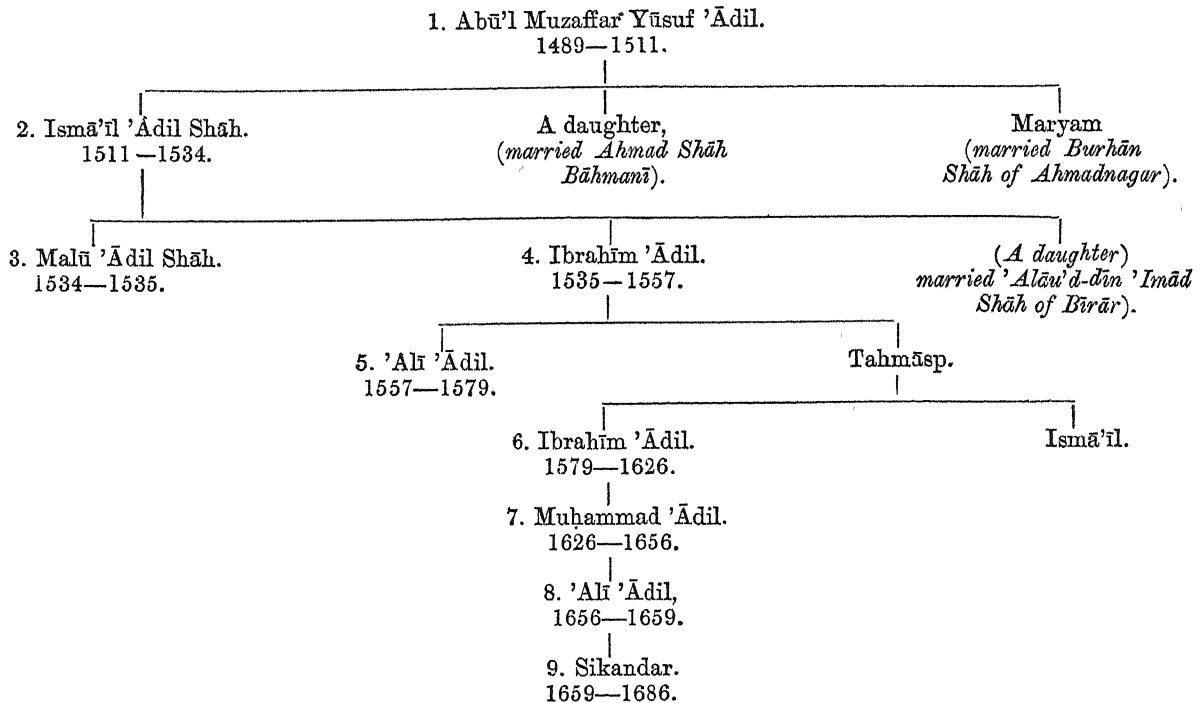 1. Abū’l Muzaffar Yūsuf ’Ādil.
1489—1511.
2. Ismā’īl ’Ādil Shāh.
1511—1534.
A daughter,
(married Ahmad Shāh
Bāhmanī).
Maryam
(married Burhān
Shāh of Ahmadnagar).
3. Malū ’Ādil Shāh.
1534—1535.
4. Ibrahīm ’Ādil.
1535—1557.
(A daughter)
married ’Alāu’d-dīn ’Imād
Shāh of Bīrār).
5. ’Alī ’Ādil.
1557—1579.
Tahmāsp.
6. Ibrahīm ’Ādil.
1579—1626.
Ismā’īl.
7. Muḥammad ’Ādil.
1626—1656.
8. ’Alī ’Ādil,
1656—1659.
9. Sikandar.
1659—1686.